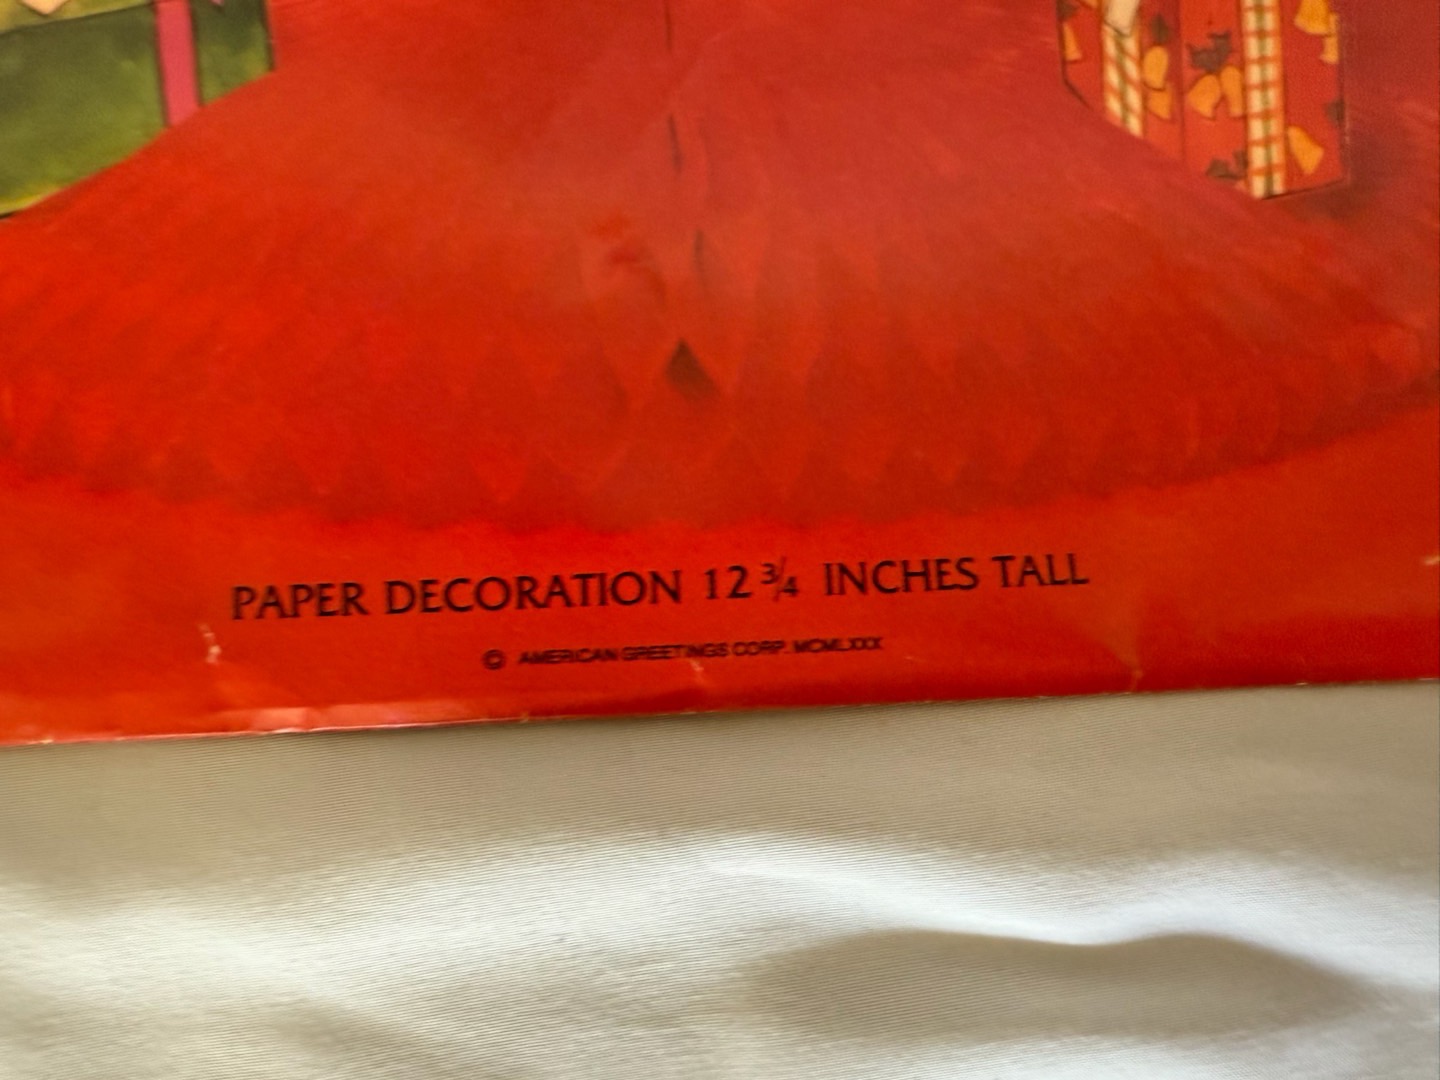 PAPER DECORATION 12 3/4 INCHES TALL
© AMERICAN GREETINGS CORP. MCMLXXX